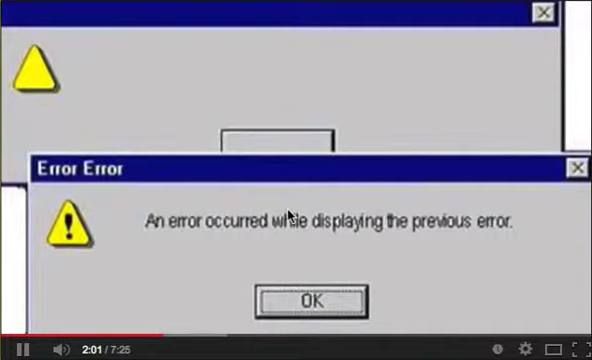 Error Error
An error occurred while displaying the previous error.
OK
2:01 / 7:25